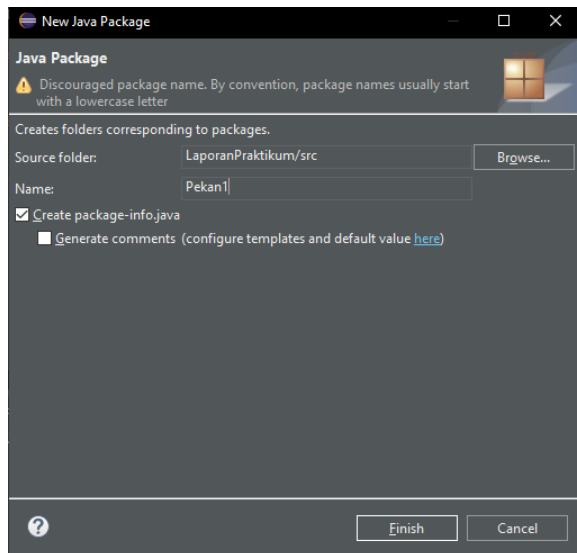 New Java Package
Java Package
Discouraged package name. By convention, package names usually start
with a lowercase letter
Creates folders corresponding to packages.
Source folder:
LaporanPraktikum/src
Browse...
Name:
Pekan1
Create package-info.java
Generate comments (configure templates and default value here)
?
Finish
Cancel